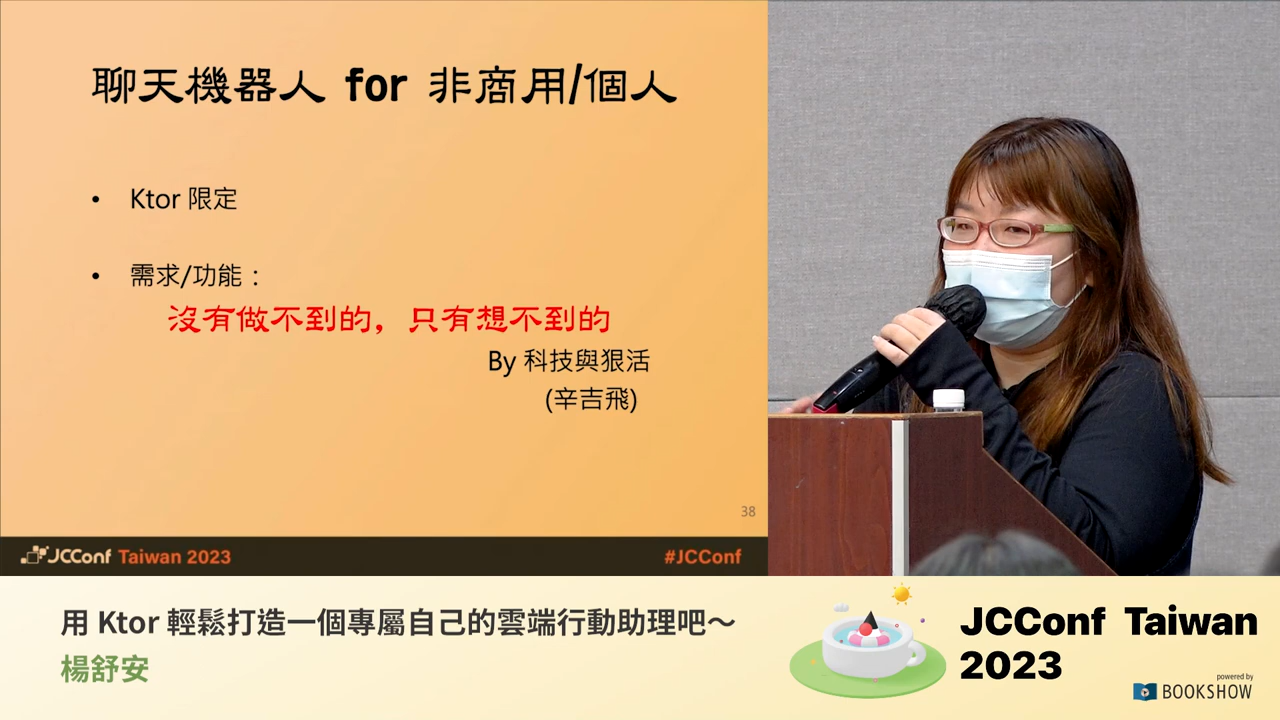 聊天機器人 for 非商用/個人
• Ktor 限定
• 需求/功能：
沒有做不到的，只有想不到的
By 科技與狠活
(辛吉飛)
38
JCConf Taiwan 2023
#JCConf
用 Ktor 輕鬆打造一個專屬自己的雲端行動助理吧～
楊舒安
JCConf Taiwan
2023
powered by
BOOKSHOW